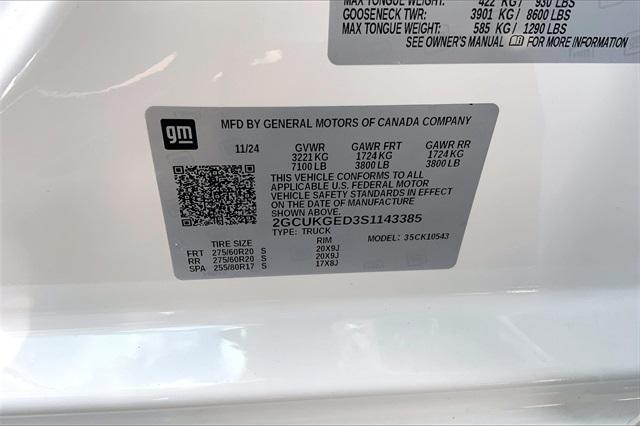 MAX TONGUE WEIGHT: 422 KG / 930 LBS
GOOSENECK TWR: 3901 KG / 8600 LBS
MAX TONGUE WEIGHT: 585 KG / 1290 LBS
SEE OWNER'S MANUAL FOR MORE INFORMATION
gm
MFD BY GENERAL MOTORS OF CANADA COMPANY
11/24 GVWR GAWR FRT GAWR RR
3221 KG 1724 KG 1724 KG
7100 LB 3800 LB 3800 LB
THIS VEHICLE CONFORMS TO ALL
APPLICABLE U.S. FEDERAL MOTOR
VEHICLE SAFETY STANDARDS IN EFFECT
ON THE DATE OF MANUFACTURE
SHOWN ABOVE.
2GCUKGED3S1143385
TYPE: TRUCK MODEL: 3SCK10543
TIRE SIZE RIM
FRT 275/60R20 S 20X9J
RR 275/60R20 S 20X9J
SPA 255/80R17 S 17X8J